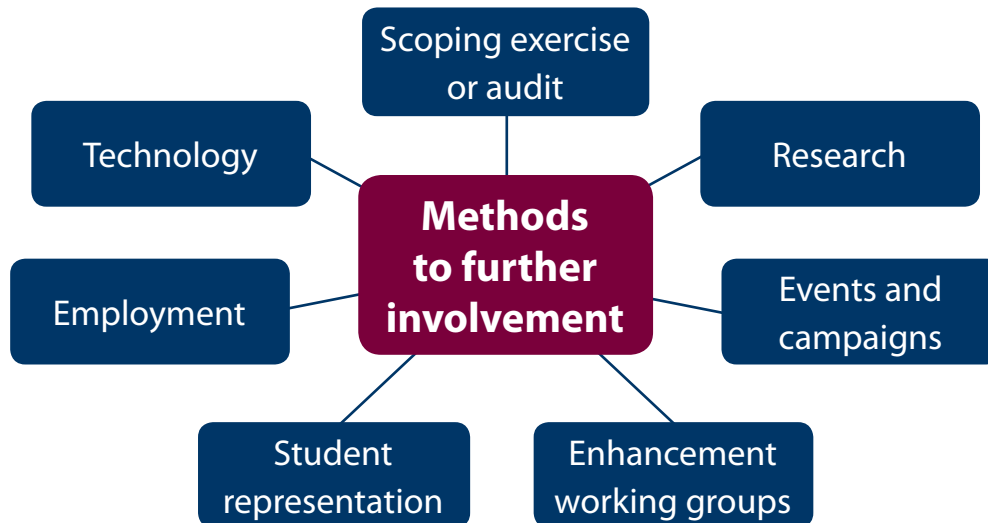 Scoping exercise
or audit
Technology
Research
Methods
to further
involvement
Employment
Events and
campaigns
Student
representation
Enhancement
working groups